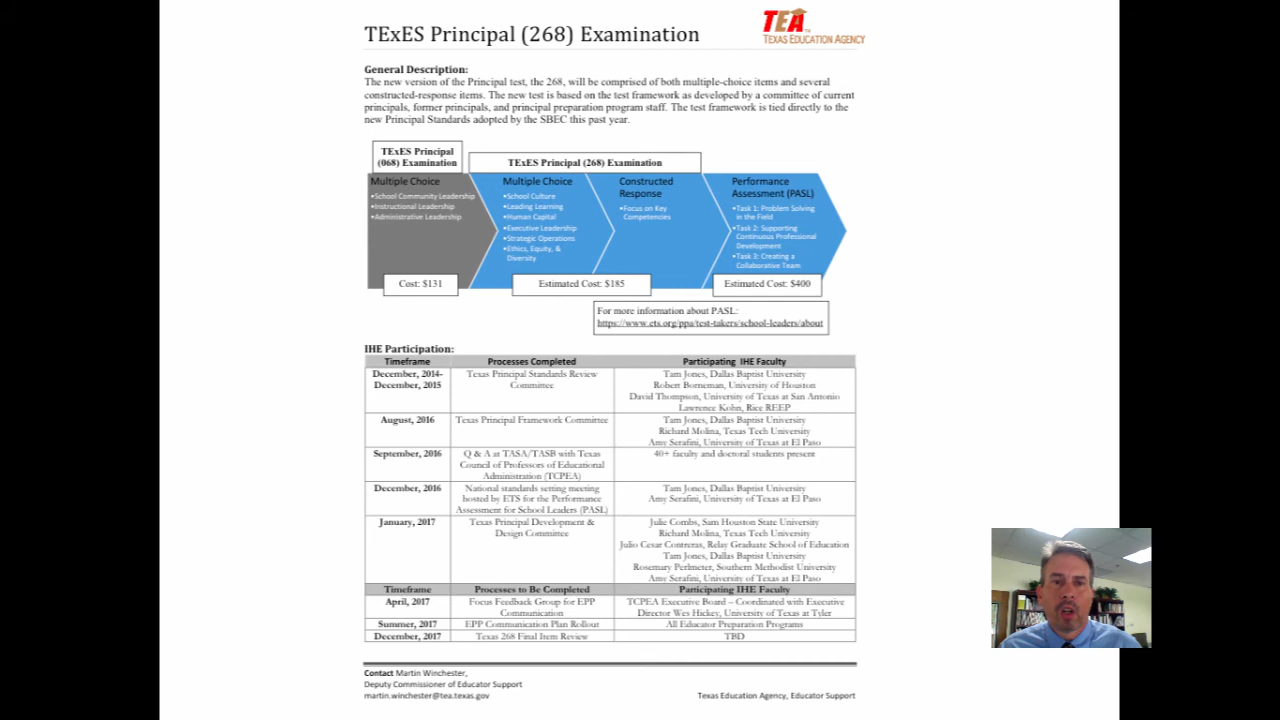 TExES Principal (268) Examination
TEA
TEXAS EDUCATION AGENCY
General Description:
The new version of the Principal test, the 268, will be comprised of both multiple-choice items and several
constructed-response items. The new test is based on the test framework as developed by a committee of current
principals, former principals, and principal preparation program staff. The test framework is tied directly to the
new Principal Standards adopted by the SBEC this past year.
TExES Principal
(068) Examination
TExES Principal (268) Examination
Multiple Choice
•School Community Leadership
•Instructional Leadership
•Administrative Leadership
Multiple Choice
•School Culture
•Leading Learning
•Human Capital
•Executive Leadership
•Strategic Operations
•Ethics, Equity, &
Diversity
Constructed
Response
•Focus on Key
Competencies
Performance
Assessment (PASL)
•Task 1: Problem Solving
in the Field
•Task 2: Supporting
Continuous Professional
Development
•Task 3: Creating a
Collaborative Team
Cost: $131
Estimated Cost: $185
Estimated Cost: $400
For more information about PASL:
https://www.ets.org/ppa/test-takers/school-leaders/about
IHE Participation:
Timeframe Processes Completed Participating IHE Faculty
December, 2014- Texas Principal Standards Review Tam Jones, Dallas Baptist University
December, 2015 Committee Robert Borneman, University of Houston
David Thompson, University of Texas at San Antonio
Lawrence Kohn, Rice REEP
August, 2016 Texas Principal Framework Committee Tam Jones, Dallas Baptist University
Richard Molina, Texas Tech University
Amy Serafini, University of Texas at El Paso
September, 2016 Q & A at TASA/TASB with Texas 40+ faculty and doctoral students present
Council of Professors of Educational
Administration (TCPEA)
December, 2016 National standards setting meeting Tam Jones, Dallas Baptist University
hosted by ETS for the Performance Amy Serafini, University of Texas at El Paso
Assessment for School Leaders (PASL)
January, 2017 Texas Principal Development & Julie Combs, Sam Houston State University
Design Committee Richard Molina, Texas Tech University
Julio Cesar Contreras, Relay Graduate School of Education
Tam Jones, Dallas Baptist University
Rosemary Perlmeter, Southern Methodist University
Amy Serafini, University of Texas at El Paso
Timeframe Processes to Be Completed Participating IHE Faculty
April, 2017 Focus Feedback Group for EPP TCPEA Executive Board – Coordinated with Executive
Communication Director Wes Hickey, University of Texas at Tyler
Summer, 2017 EPP Communication Plan Rollout All Educator Preparation Programs
December, 2017 Texas 268 Final Item Review TBD
Contact Martin Winchester,
Deputy Commissioner of Educator Support
martin.winchester@tea.texas.gov Texas Education Agency, Educator Support